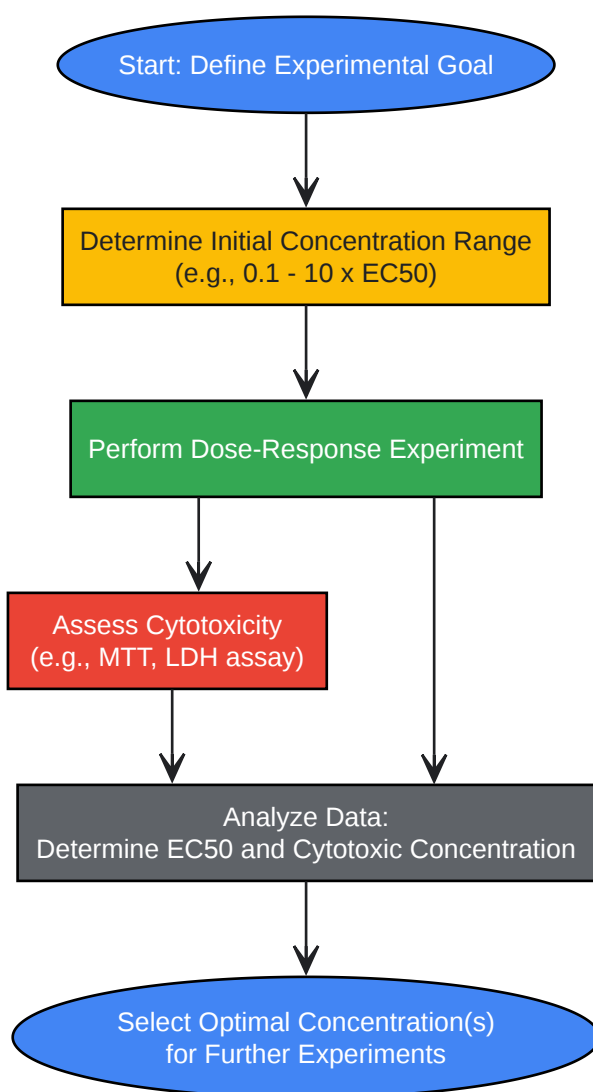 Start: Define Experimental Goal
Determine Initial Concentration Range
(e.g., 0.1 - 10 x EC50)
Perform Dose-Response Experiment
Assess Cytotoxicity
(e.g., MTT, LDH assay)
Analyze Data:
Determine EC50 and Cytotoxic Concentration
Select Optimal Concentration(s)
for Further Experiments